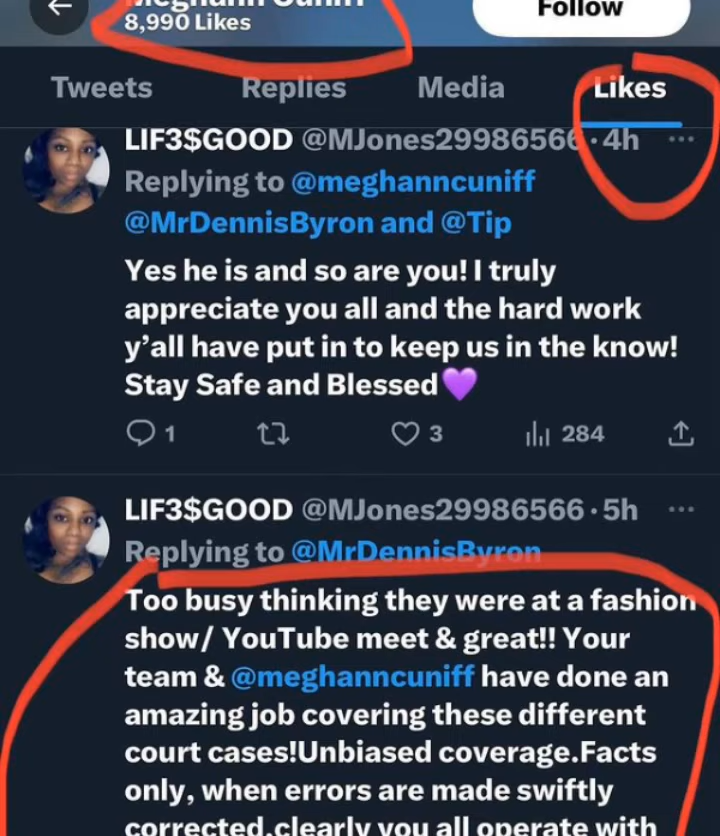 Meghann Cuniff
8,990 Likes
Follow
Tweets Replies Media Likes
LIF3$GOOD @MJones29986566 · 4h
Replying to @meghanncuniff
@MrDennisByron and @Tip
Yes he is and so are you! I truly
appreciate you all and the hard work
y'all have put in to keep us in the know!
Stay Safe and Blessed💜
1 3 284
LIF3$GOOD @MJones29986566 · 5h
Replying to @MrDennisByron
Too busy thinking they were at a fashion
show/ YouTube meet & great!! Your
team & @meghanncuniff have done an
amazing job covering these different
court cases!Unbiased coverage.Facts
only, when errors are made swiftly
corrected.clearly you all operate with